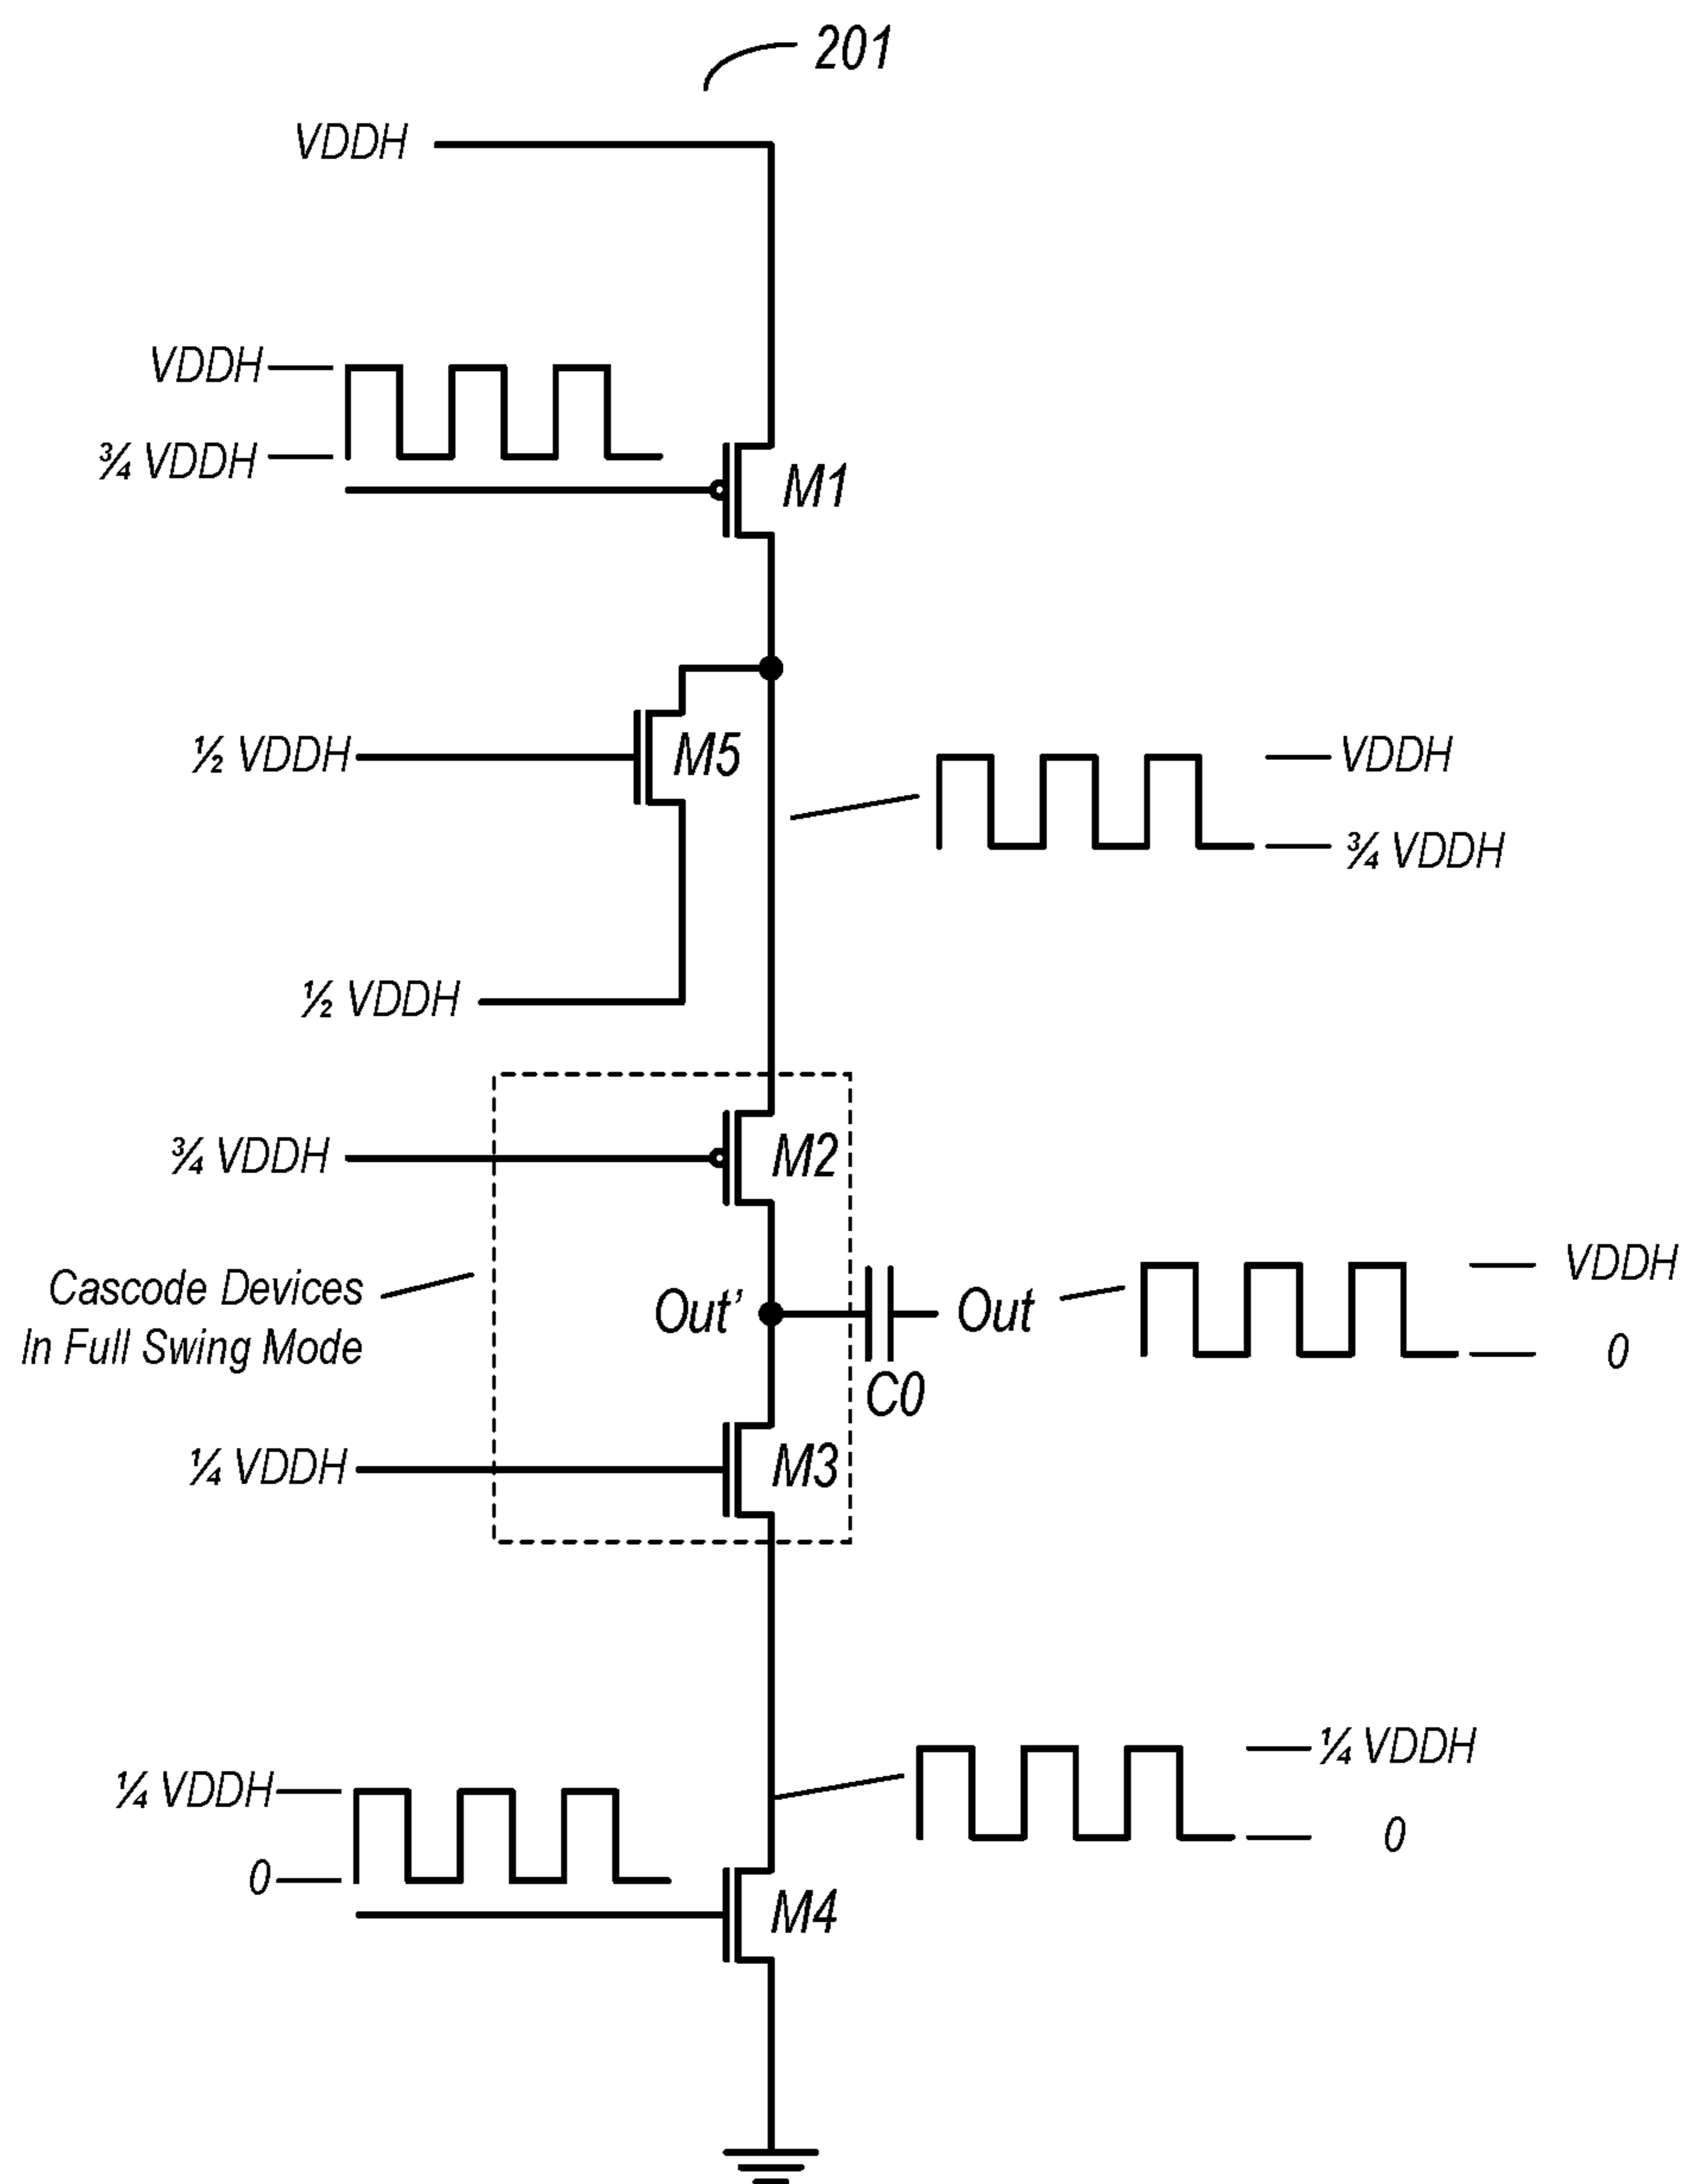 201
VDDH
VDDH
¾ VDDH
M1
½ VDDH
M5
VDDH
¾ VDDH
½ VDDH
¾ VDDH
M2
Cascode Devices
In Full Swing Mode
Out'
Out
C0
VDDH
0
¼ VDDH
M3
¼ VDDH
0
¼ VDDH
0
M4